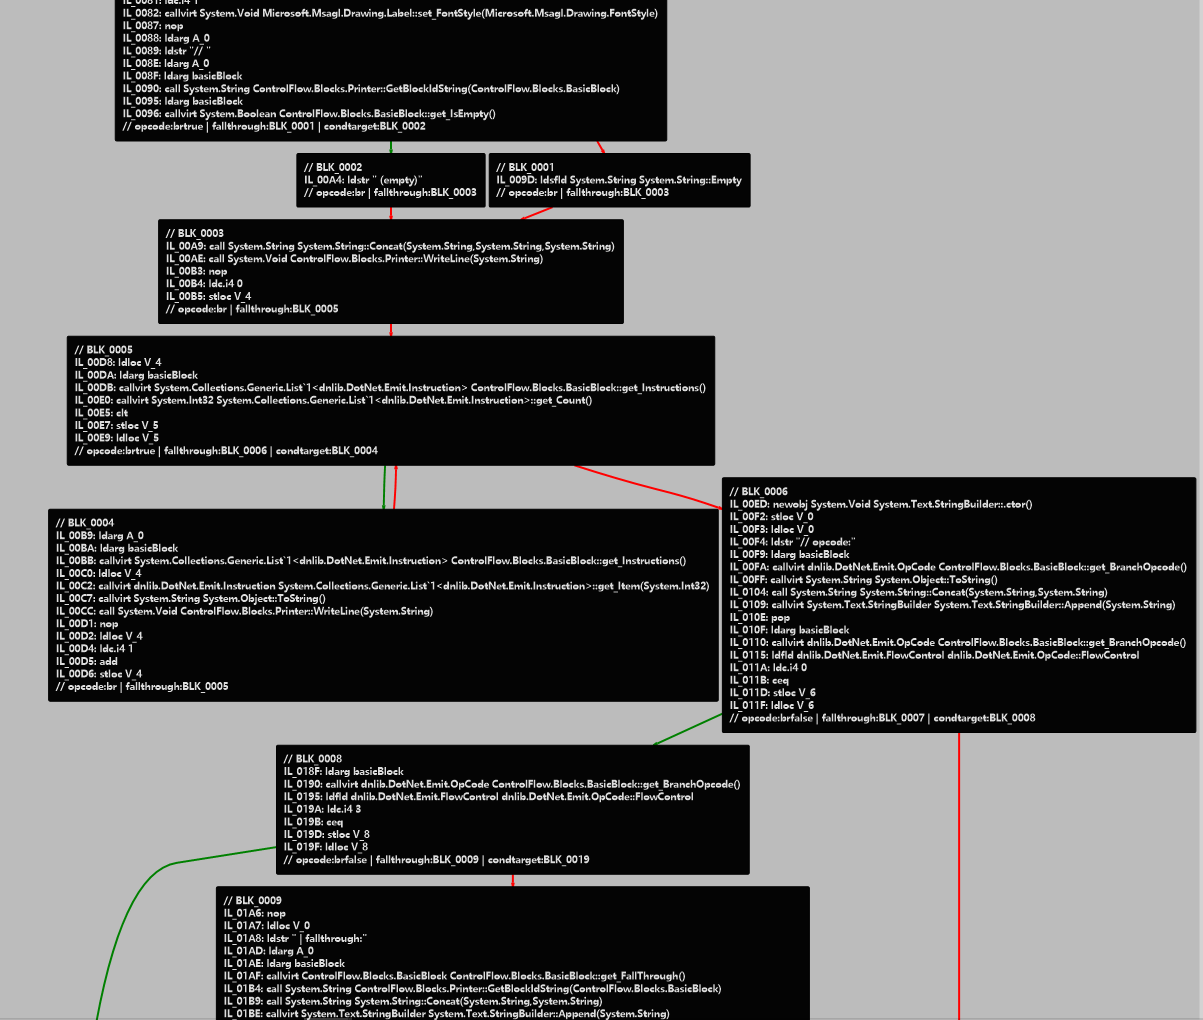 IL_0081: ldc.i4 1
IL_0082: callvirt System.Void Microsoft.Msagl.Drawing.Label::set_FontStyle(Microsoft.Msagl.Drawing.FontStyle)
IL_0087: nop
IL_0088: ldarg A_0
IL_0089: ldstr "// "
IL_008E: ldarg A_0
IL_008F: ldarg basicBlock
IL_0090: call System.String ControlFlow.Blocks.Printer::GetBlockIdString(ControlFlow.Blocks.BasicBlock)
IL_0095: ldarg basicBlock
IL_0096: callvirt System.Boolean ControlFlow.Blocks.BasicBlock::get_IsEmpty()
// opcode:brtrue | fallthrough:BLK_0001 | condtarget:BLK_0002
// BLK_0002
IL_00A4: ldstr " (empty)"
// opcode:br | fallthrough:BLK_0003
// BLK_0001
IL_009D: ldsfld System.String System.String::Empty
// opcode:br | fallthrough:BLK_0003
// BLK_0003
IL_00A9: call System.String System.String::Concat(System.String,System.String,System.String)
IL_00AE: call System.Void ControlFlow.Blocks.Printer::WriteLine(System.String)
IL_00B3: nop
IL_00B4: ldc.i4 0
IL_00B5: stloc V_4
// opcode:br | fallthrough:BLK_0005
// BLK_0005
IL_00D8: ldloc V_4
IL_00DA: ldarg basicBlock
IL_00DB: callvirt System.Collections.Generic.List`1<dnlib.DotNet.Emit.Instruction> ControlFlow.Blocks.BasicBlock::get_Instructions()
IL_00E0: callvirt System.Int32 System.Collections.Generic.List`1<dnlib.DotNet.Emit.Instruction>::get_Count()
IL_00E5: clt
IL_00E7: stloc V_5
IL_00E9: ldloc V_5
// opcode:brtrue | fallthrough:BLK_0006 | condtarget:BLK_0004
// BLK_0004
IL_00B9: ldarg A_0
IL_00BA: ldarg basicBlock
IL_00BB: callvirt System.Collections.Generic.List`1<dnlib.DotNet.Emit.Instruction> ControlFlow.Blocks.BasicBlock::get_Instructions()
IL_00C0: ldloc V_4
IL_00C2: callvirt dnlib.DotNet.Emit.Instruction System.Collections.Generic.List`1<dnlib.DotNet.Emit.Instruction>::get_Item(System.Int32)
IL_00C7: callvirt System.String System.Object::ToString()
IL_00CC: call System.Void ControlFlow.Blocks.Printer::WriteLine(System.String)
IL_00D1: nop
IL_00D2: ldloc V_4
IL_00D4: ldc.i4 1
IL_00D5: add
IL_00D6: stloc V_4
// opcode:br | fallthrough:BLK_0005
// BLK_0006
IL_00ED: newobj System.Void System.Text.StringBuilder::.ctor()
IL_00F2: stloc V_0
IL_00F3: ldloc V_0
IL_00F4: ldstr "// opcode:"
IL_00F9: ldarg basicBlock
IL_00FA: callvirt dnlib.DotNet.Emit.OpCode ControlFlow.Blocks.BasicBlock::get_BranchOpcode()
IL_00FF: callvirt System.String System.Object::ToString()
IL_0104: call System.String System.String::Concat(System.String,System.String)
IL_0109: callvirt System.Text.StringBuilder System.Text.StringBuilder::Append(System.String)
IL_010E: pop
IL_010F: ldarg basicBlock
IL_0110: callvirt dnlib.DotNet.Emit.OpCode ControlFlow.Blocks.BasicBlock::get_BranchOpcode()
IL_0115: ldfld dnlib.DotNet.Emit.FlowControl dnlib.DotNet.Emit.OpCode::FlowControl
IL_011A: ldc.i4 0
IL_011B: ceq
IL_011D: stloc V_6
IL_011F: ldloc V_6
// opcode:brfalse | fallthrough:BLK_0007 | condtarget:BLK_0008
// BLK_0008
IL_018F: ldarg basicBlock
IL_0190: callvirt dnlib.DotNet.Emit.OpCode ControlFlow.Blocks.BasicBlock::get_BranchOpcode()
IL_0195: ldfld dnlib.DotNet.Emit.FlowControl dnlib.DotNet.Emit.OpCode::FlowControl
IL_019A: ldc.i4 3
IL_019B: ceq
IL_019D: stloc V_8
IL_019F: ldloc V_8
// opcode:brfalse | fallthrough:BLK_0009 | condtarget:BLK_0019
// BLK_0009
IL_01A6: nop
IL_01A7: ldloc V_0
IL_01A8: ldstr " | fallthrough:"
IL_01AD: ldarg A_0
IL_01AE: ldarg basicBlock
IL_01AF: callvirt ControlFlow.Blocks.BasicBlock ControlFlow.Blocks.BasicBlock::get_FallThrough()
IL_01B4: call System.String ControlFlow.Blocks.Printer::GetBlockIdString(ControlFlow.Blocks.BasicBlock)
IL_01B9: call System.String System.String::Concat(System.String,System.String)
IL_01BE: callvirt System.Text.StringBuilder System.Text.StringBuilder::Append(System.String)